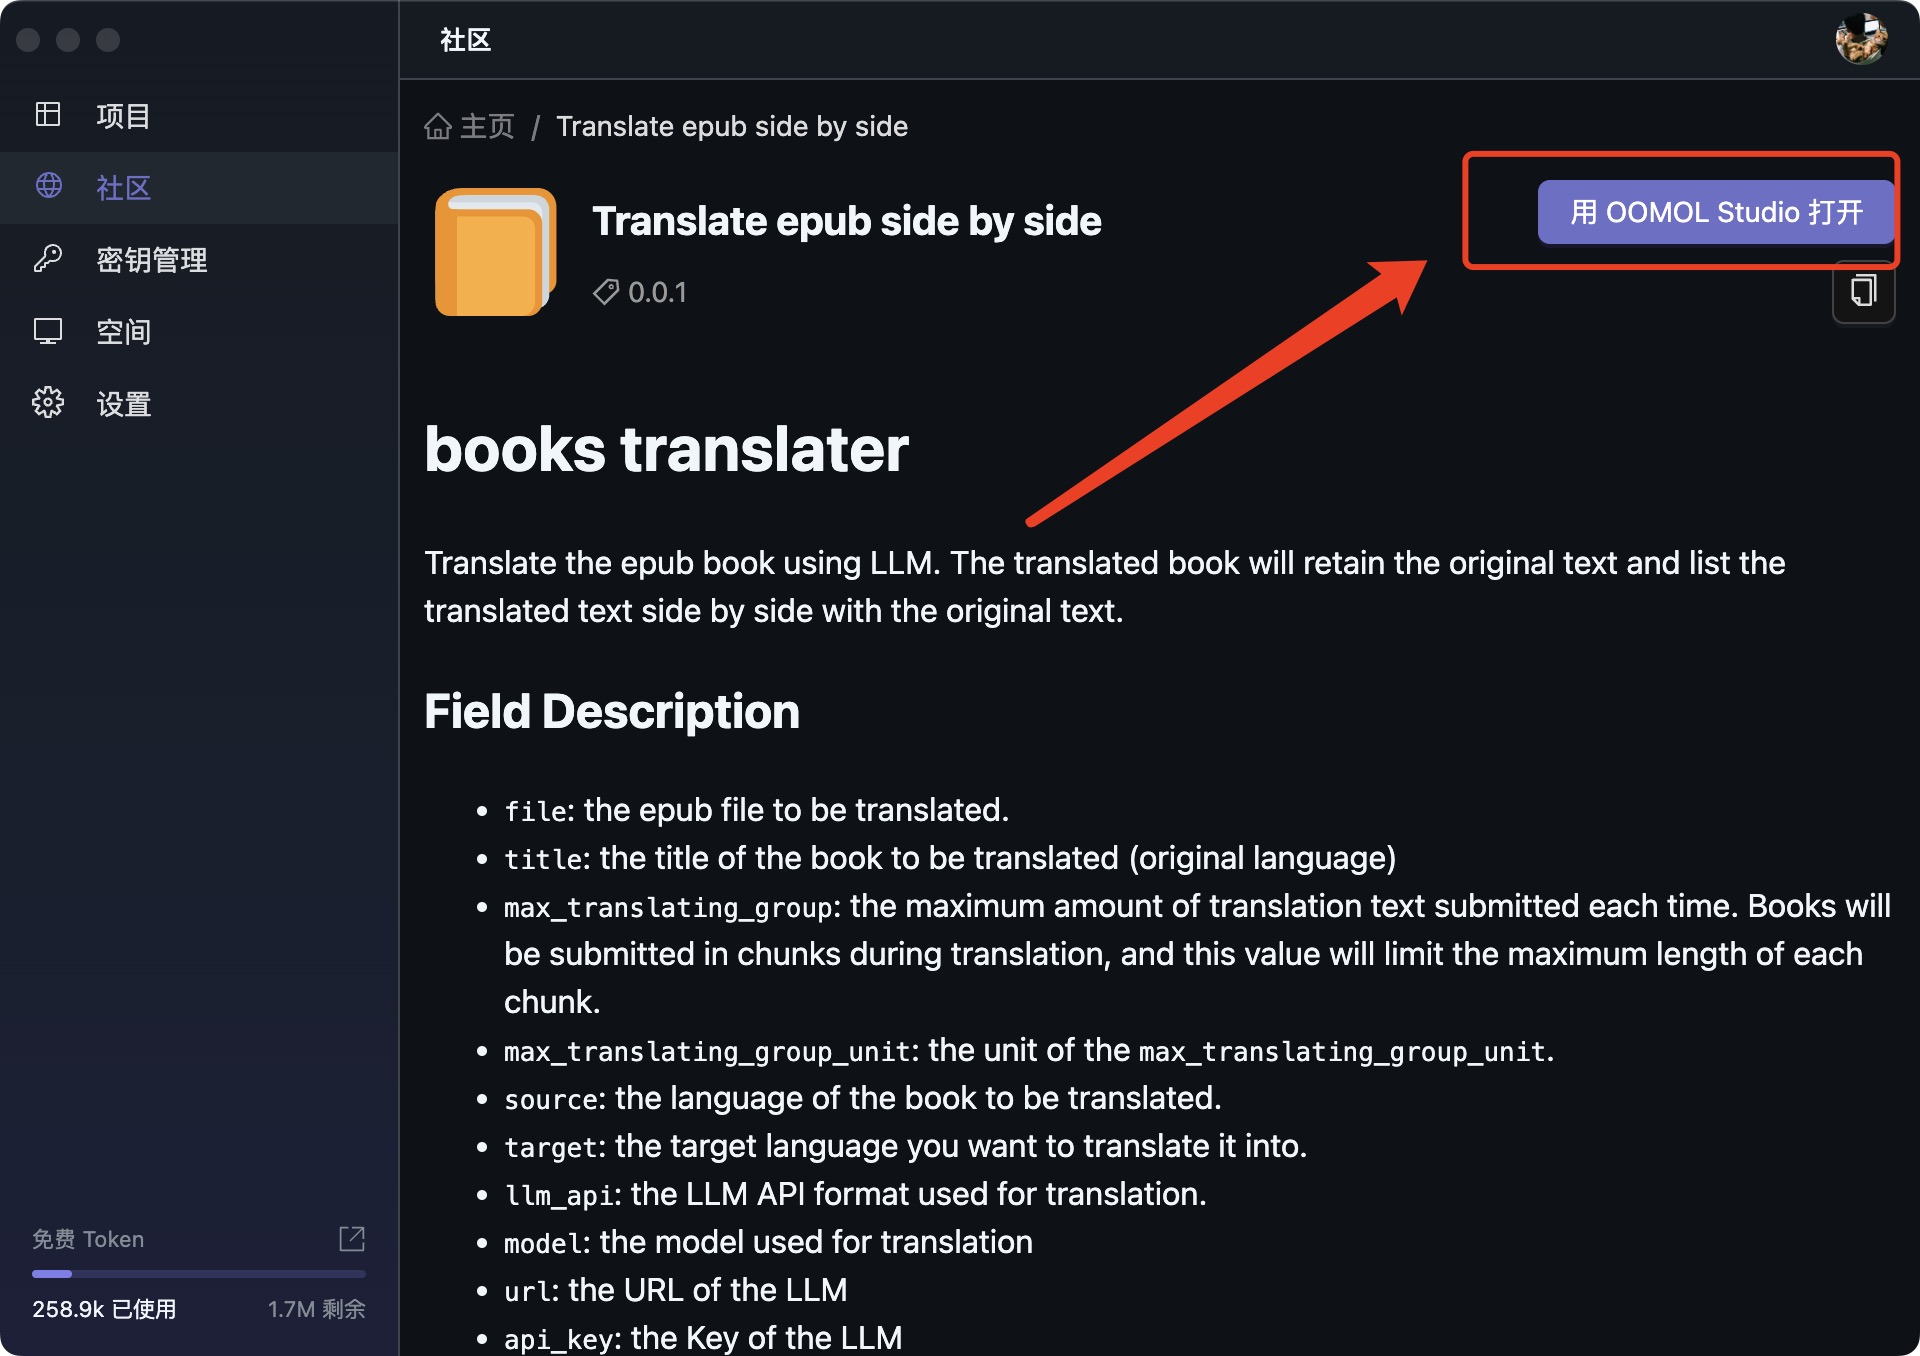 社区
项目
社区
密钥管理
空间
设置
主页 / Translate epub side by side
Translate epub side by side
0.0.1
用 OOMOL Studio 打开
books translater
Translate the epub book using LLM. The translated book will retain the original text and list the
translated text side by side with the original text.
Field Description
• file: the epub file to be translated.
• title: the title of the book to be translated (original language)
• max_translating_group: the maximum amount of translation text submitted each time. Books will
be submitted in chunks during translation, and this value will limit the maximum length of each
chunk.
• max_translating_group_unit: the unit of the max_translating_group_unit.
• source: the language of the book to be translated.
• target: the target language you want to translate it into.
• llm_api: the LLM API format used for translation.
• model: the model used for translation
• url: the URL of the LLM
• api_key: the Key of the LLM
免费 Token
258.9k 已使用 1.7M 剩余